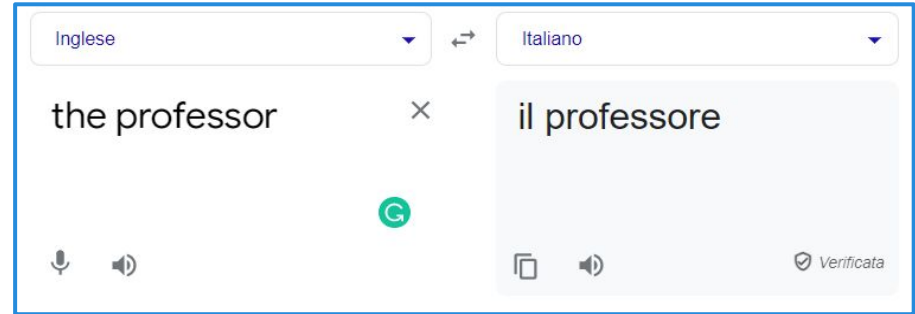 Inglese
Italiano
the professor
il professore
Verificata